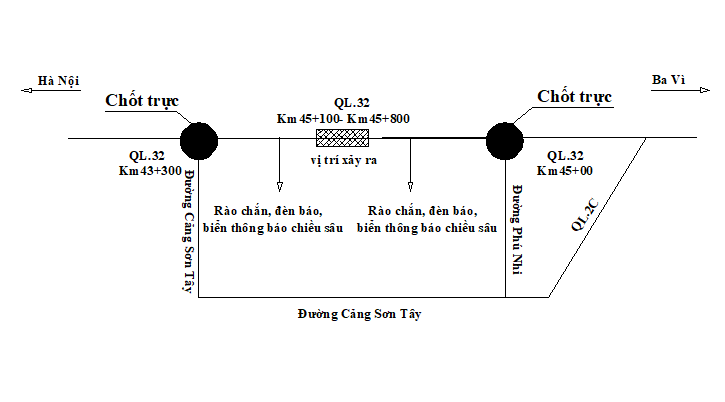 Hà Nội
Ba Vì
Chốt trực
QL.32
Km45+100- Km45+800
Chốt trực
QL.32
Km43+300
vị trí xảy ra
QL.32
Km45+00
Đường Cảng Sơn Tây
Rào chắn, đèn báo,
biển thông báo chiều sâu
Rào chắn, đèn báo,
biển thông báo chiều sâu
Đường Phú Nhi
QL.2C
Đường Cảng Sơn Tây